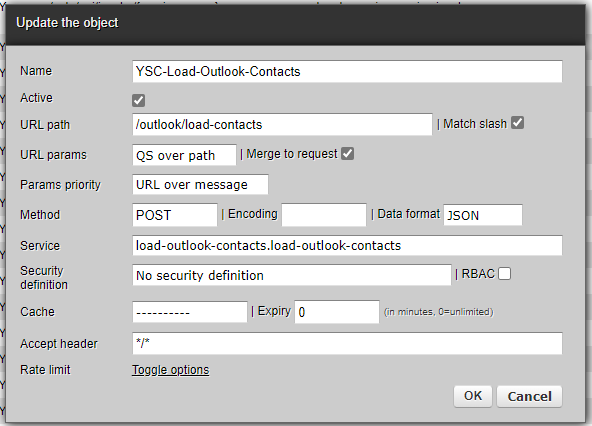 Update the object
Name YSC-Load-Outlook-Contacts
Active
URL path /outlook/load-contacts | Match slash
URL params QS over path | Merge to request
Params priority URL over message
Method POST | Encoding | Data format JSON
Service load-outlook-contacts.load-outlook-contacts
Security
definition No security definition | RBAC
Cache ---------- | Expiry 0 (in minutes, 0=unlimited)
Accept header */*
Rate limit Toggle options
OK Cancel